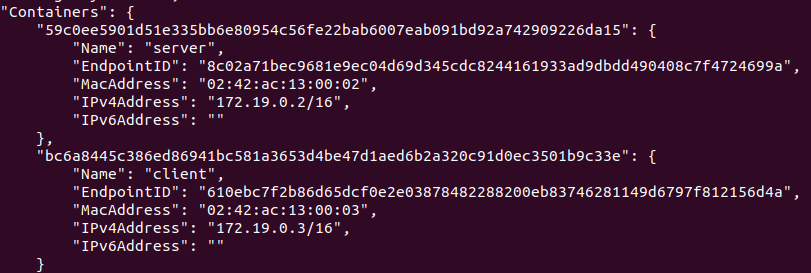 "Containers": {
"59c0ee5901d51e335bb6e80954c56fe22bab6007eab091bd92a742909226da15": {
"Name": "server",
"EndpointID": "8c02a71bec9681e9ec04d69d345cdc8244161933ad9dbdd490408c7f4724699a",
"MacAddress": "02:42:ac:13:00:02",
"IPv4Address": "172.19.0.2/16",
"IPv6Address": ""
},
"bc6a8445c386ed86941bc581a3653d4be47d1aed6b2a320c91d0ec3501b9c33e": {
"Name": "client",
"EndpointID": "610ebc7f2b86d65dcf0e2e03878482288200eb83746281149d6797f812156d4a",
"MacAddress": "02:42:ac:13:00:03",
"IPv4Address": "172.19.0.3/16",
"IPv6Address": ""
}